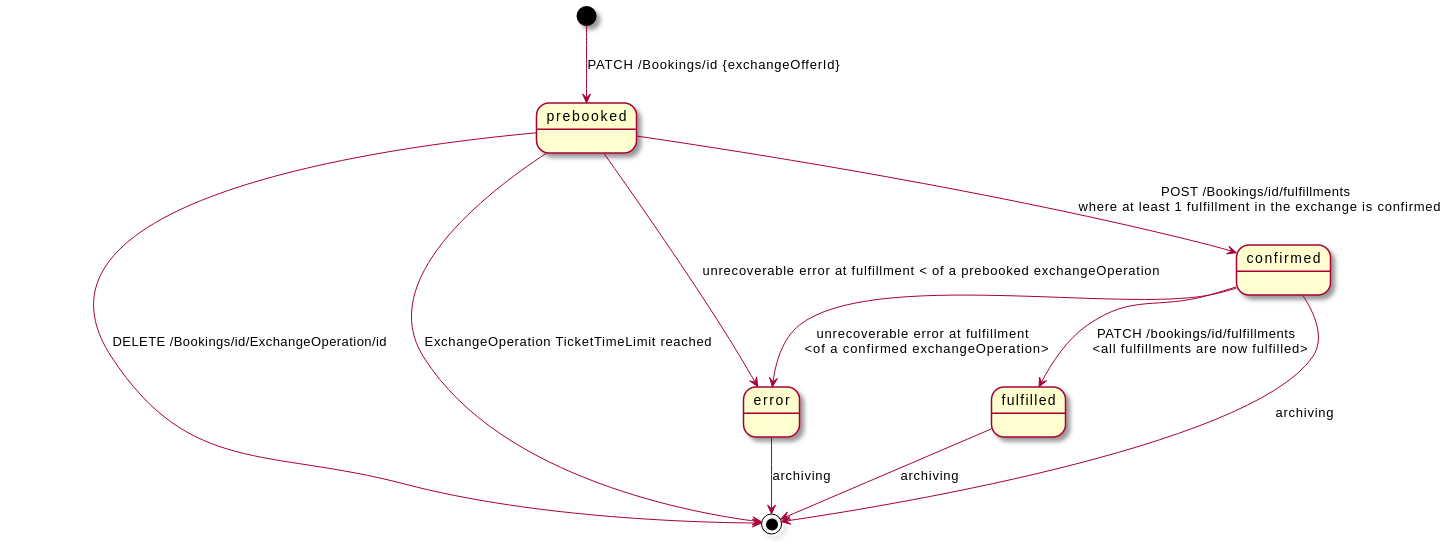 PATCH /Bookings/id {exchangeOfferId}
prebooked
POST /Bookings/id/fulfillments
where at least 1 fulfillment in the exchange is confirmed
confirmed
unrecoverable error at fulfillment < of a prebooked exchangeOperation
unrecoverable error at fulfillment
<of a confirmed exchangeOperation>
PATCH /bookings/id/fulfillments
<all fulfillments are now fulfilled>
DELETE /Bookings/id/ExchangeOperation/id
ExchangeOperation TicketTimeLimit reached
error
fulfilled
archiving
archiving
archiving